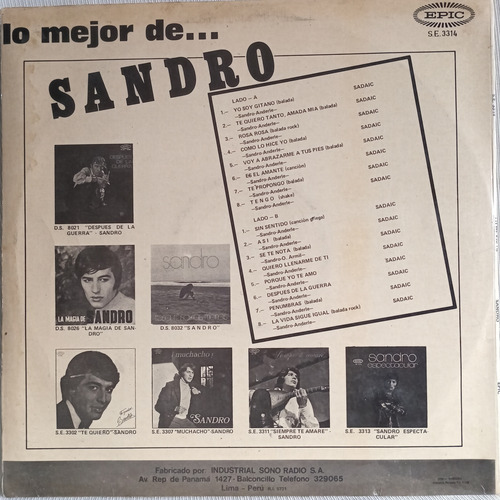 lo mejor de...
SANDRO
EPIC
S.E. 3314
LADO - A
1.- YO SOY GITANO (balada) SADAIC
-Sandro-Anderle-
2.- TE QUIERO TANTO, AMADA MIA (balada) SADAIC
-Sandro-Anderle-
3.- ROSA ROSA (balada rock) SADAIC
-Sandro-Anderle-
4.- COMO LO HICE YO (balada) SADAIC
-Sandro-Anderle-
5.- VOY A ABRAZARME A TUS PIES (balada) SADAIC
-Sandro-Anderle-
6.- DE EL AMANTE (canción) SADAIC
-Sandro-Anderle-
7.- TE PROPONGO (balada) SADAIC
-Sandro-Anderle-
8.- TENGO (shake) SADAIC
-Sandro-Anderle-
LADO - B
1.- SIN SENTIDO (canción) SADAIC
-Sandro-Anderle-
2.- ASI (balada) SADAIC
-Sandro-Anderle-
3.- SE TE NOTA (balada) SADAIC
-Sandro-O. Armil-
4.- QUIERO LLENARME DE TI SADAIC
-Sandro-Anderle-
5.- PORQUE YO TE AMO SADAIC
-Sandro-Anderle-
6.- DESPUES DE LA GUERRA SADAIC
-Sandro-Anderle-
7.- PENUMBRAS (balada) SADAIC
-Sandro-Anderle-
8.- LA VIDA SIGUE IGUAL (balada rock) SADAIC
-Sandro-Anderle-
D.S. 8021 "DESPUES DE LA
GUERRA" - SANDRO
LA MAGIA DE SANDRO
D.S. 8026 "LA MAGIA DE SAN-
DRO"
sandro
D.S. 8032 "SANDRO"
S.E. 3302 "TE QUIERO"-SANDRO
¡muchacho!
SANDRO
S.E. 3307 "MUCHACHO" SANDRO
S.E. 3311 "SIEMPRE TE AMARE" - SANDRO
sandro
espectacular
S.E. 3313 "SANDRO ESPECTA-
CULAR"
Fabricado por INDUSTRIAL SONO RADIO S.A.
Av Rep de Panamá 1471-Balconcillo Telefono 329065
Lima - Perú